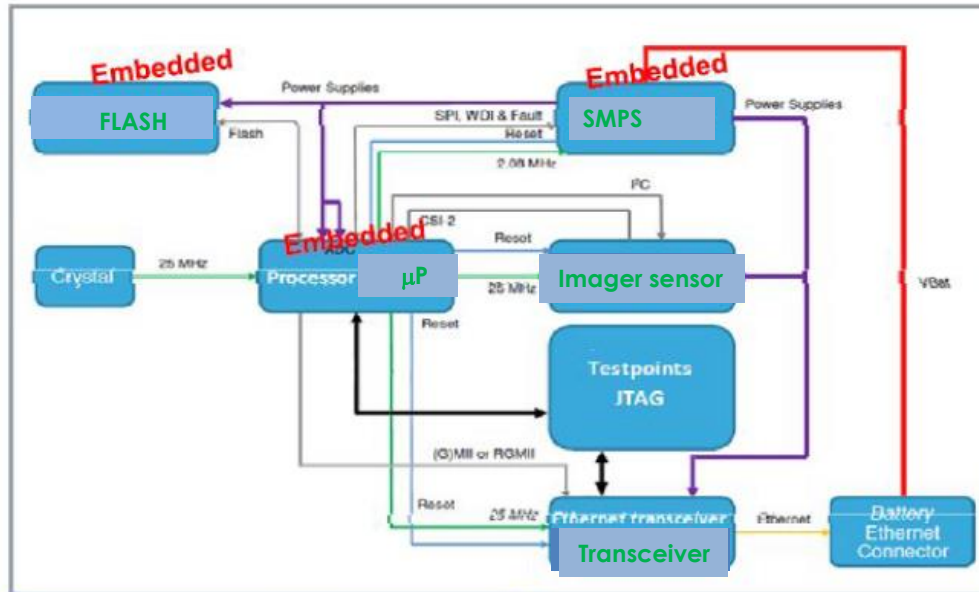 Embedded
FLASH
Power Supplies
Flash
Embedded
SMPS
Power Supplies
SPI, WDI & Fault
Reset
2.08 MHz
I²C
CSI-2
Embedded
ADC
Crystal
25 MHz
Processor
µP
Reset
25 MHz
Imager sensor
VBat
Reset
Testpoints
JTAG
(G)MII or RGMII
Reset
25 MHz
Ethernet transceiver
Transceiver
Ethernet
Battery
Ethernet
Connector